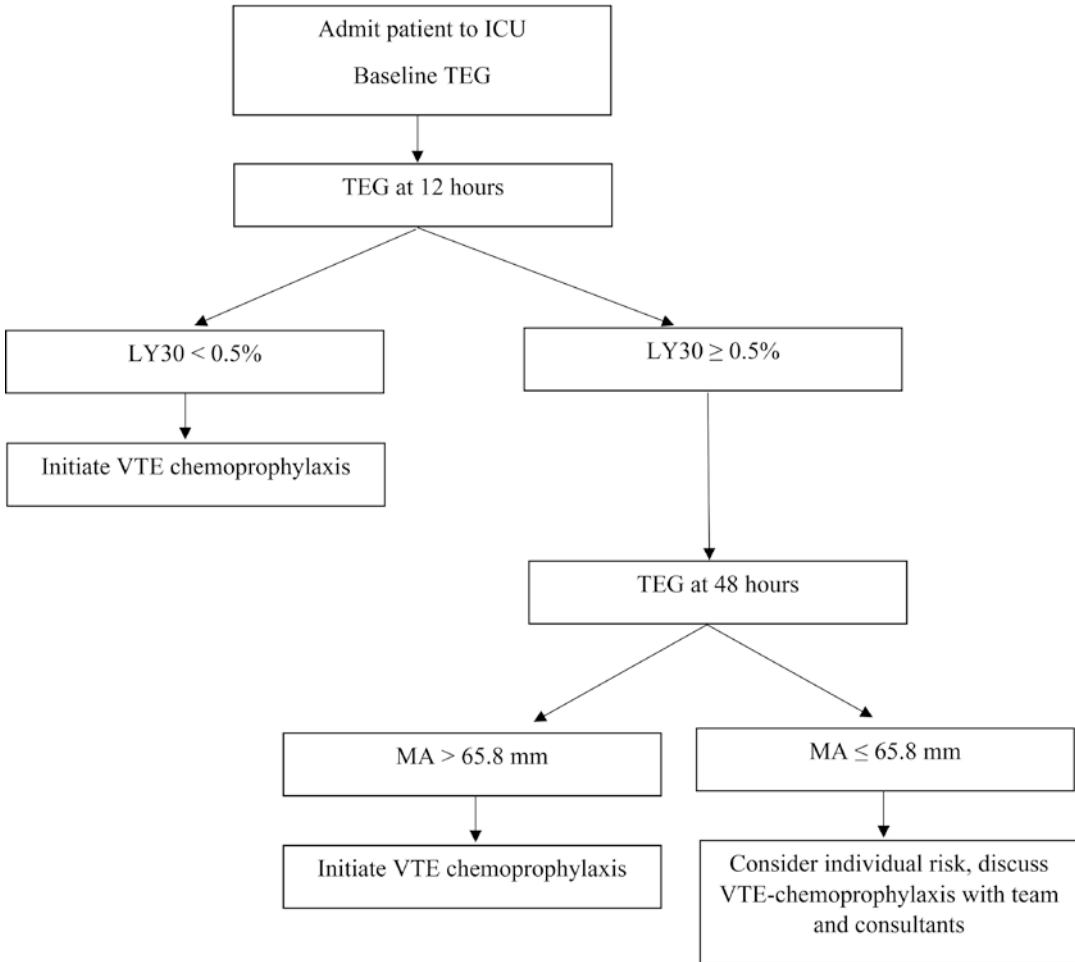 Admit patient to ICU
Baseline TEG
TEG at 12 hours
LY30 < 0.5%
LY30 ≥ 0.5%
Initiate VTE chemoprophylaxis
TEG at 48 hours
MA > 65.8 mm
MA ≤ 65.8 mm
Initiate VTE chemoprophylaxis
Consider individual risk, discuss
VTE-chemoprophylaxis with team
and consultants